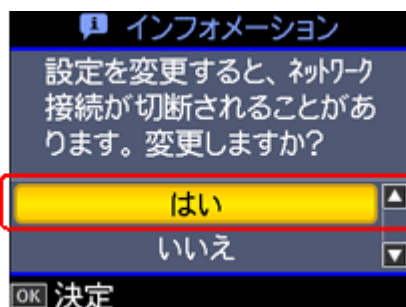 インフォメーション
設定を変更すると、ネットワーク
接続が切断されることがあ
ります。変更しますか?
はい
いいえ
OK 決定